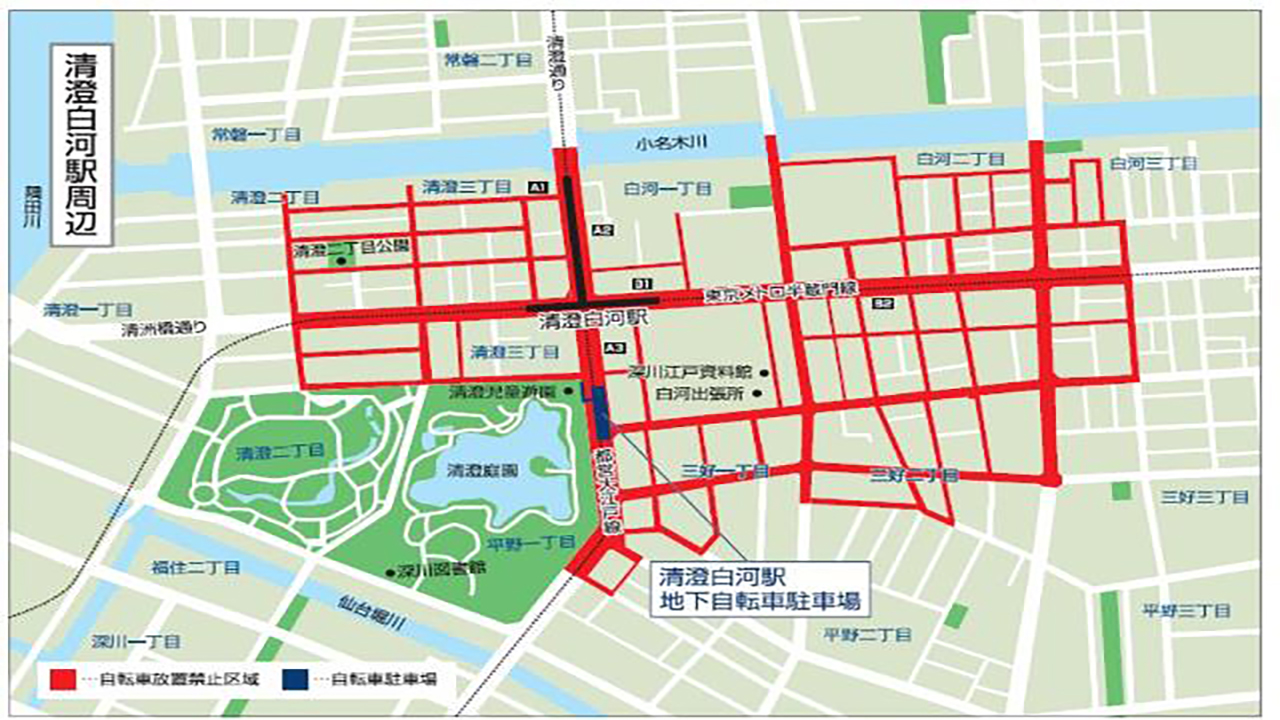 清澄白河駅周辺
常磐二丁目
清澄通り
常磐一丁目
小名木川
白河二丁目
白河三丁目
隅田川
清澄二丁目
清澄三丁目
A1
白河一丁目
A2
清澄二丁目公園
B1
東京メトロ半蔵門線
B2
清澄一丁目
清洲橋通り
清澄白河駅
A3
清澄三丁目
深川江戸資料館
清澄児童遊園
白河出張所
清澄二丁目
清澄庭園
都営大江戸線
三好一丁目
三好二丁目
三好三丁目
平野一丁目
深川図書館
福住二丁目
清澄白河駅
地下自転車駐車場
仙台堀川
平野三丁目
平野二丁目
深川一丁目
…自転車放置禁止区域
…自転車駐車場